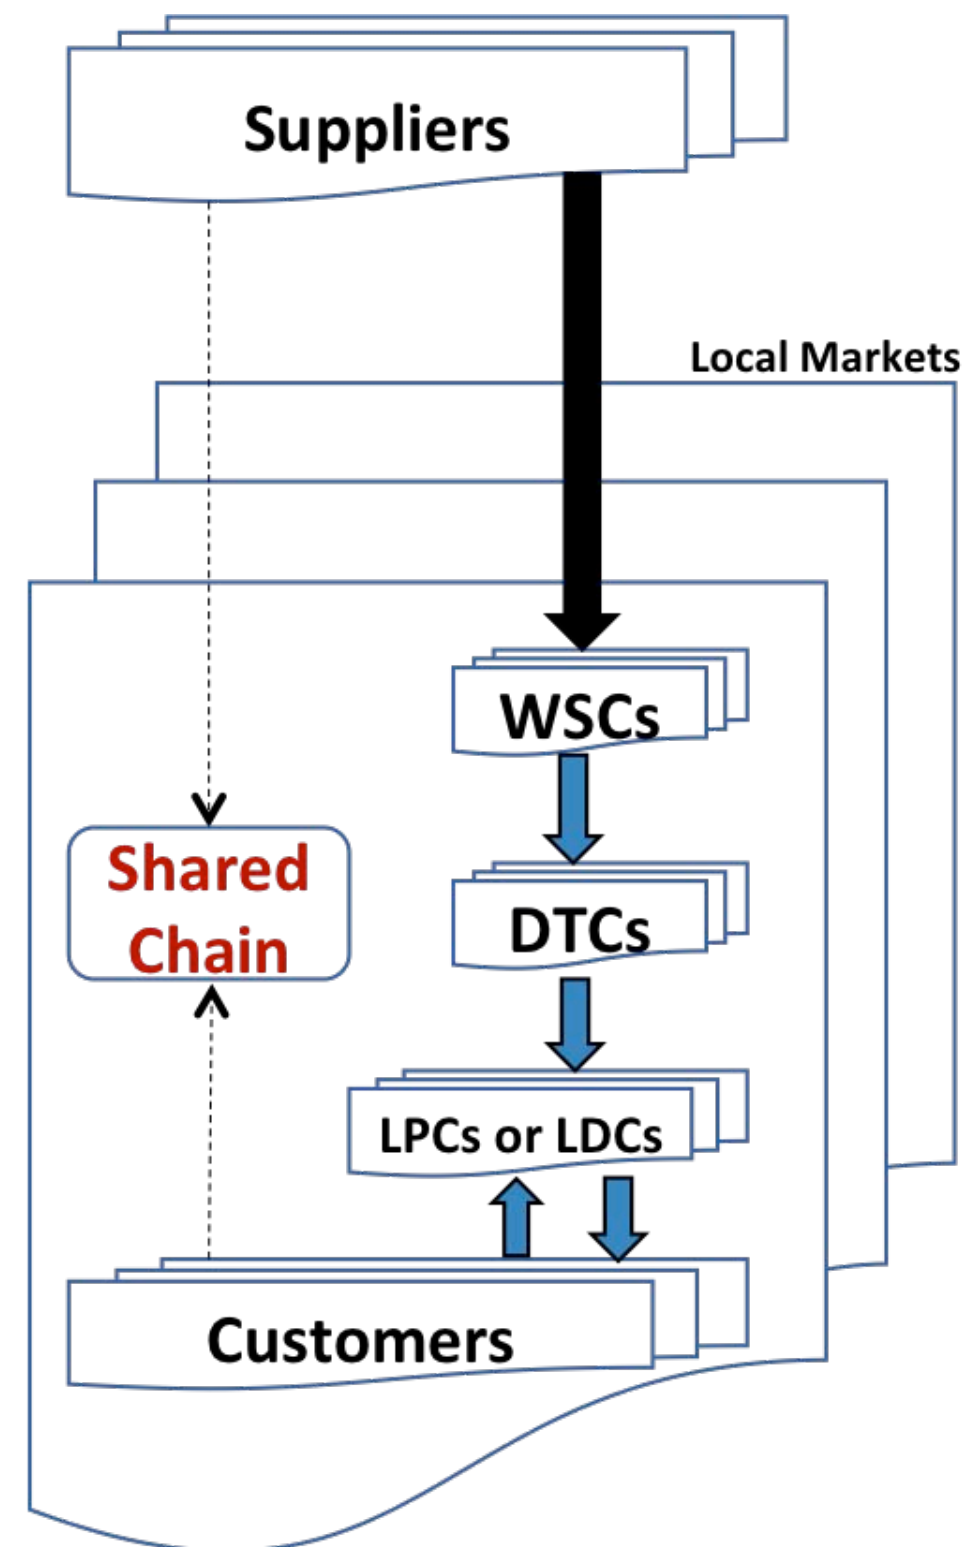 Suppliers
Local Markets
WSCs
Shared
Chain
DTCs
LPCs or LDCs
Customers